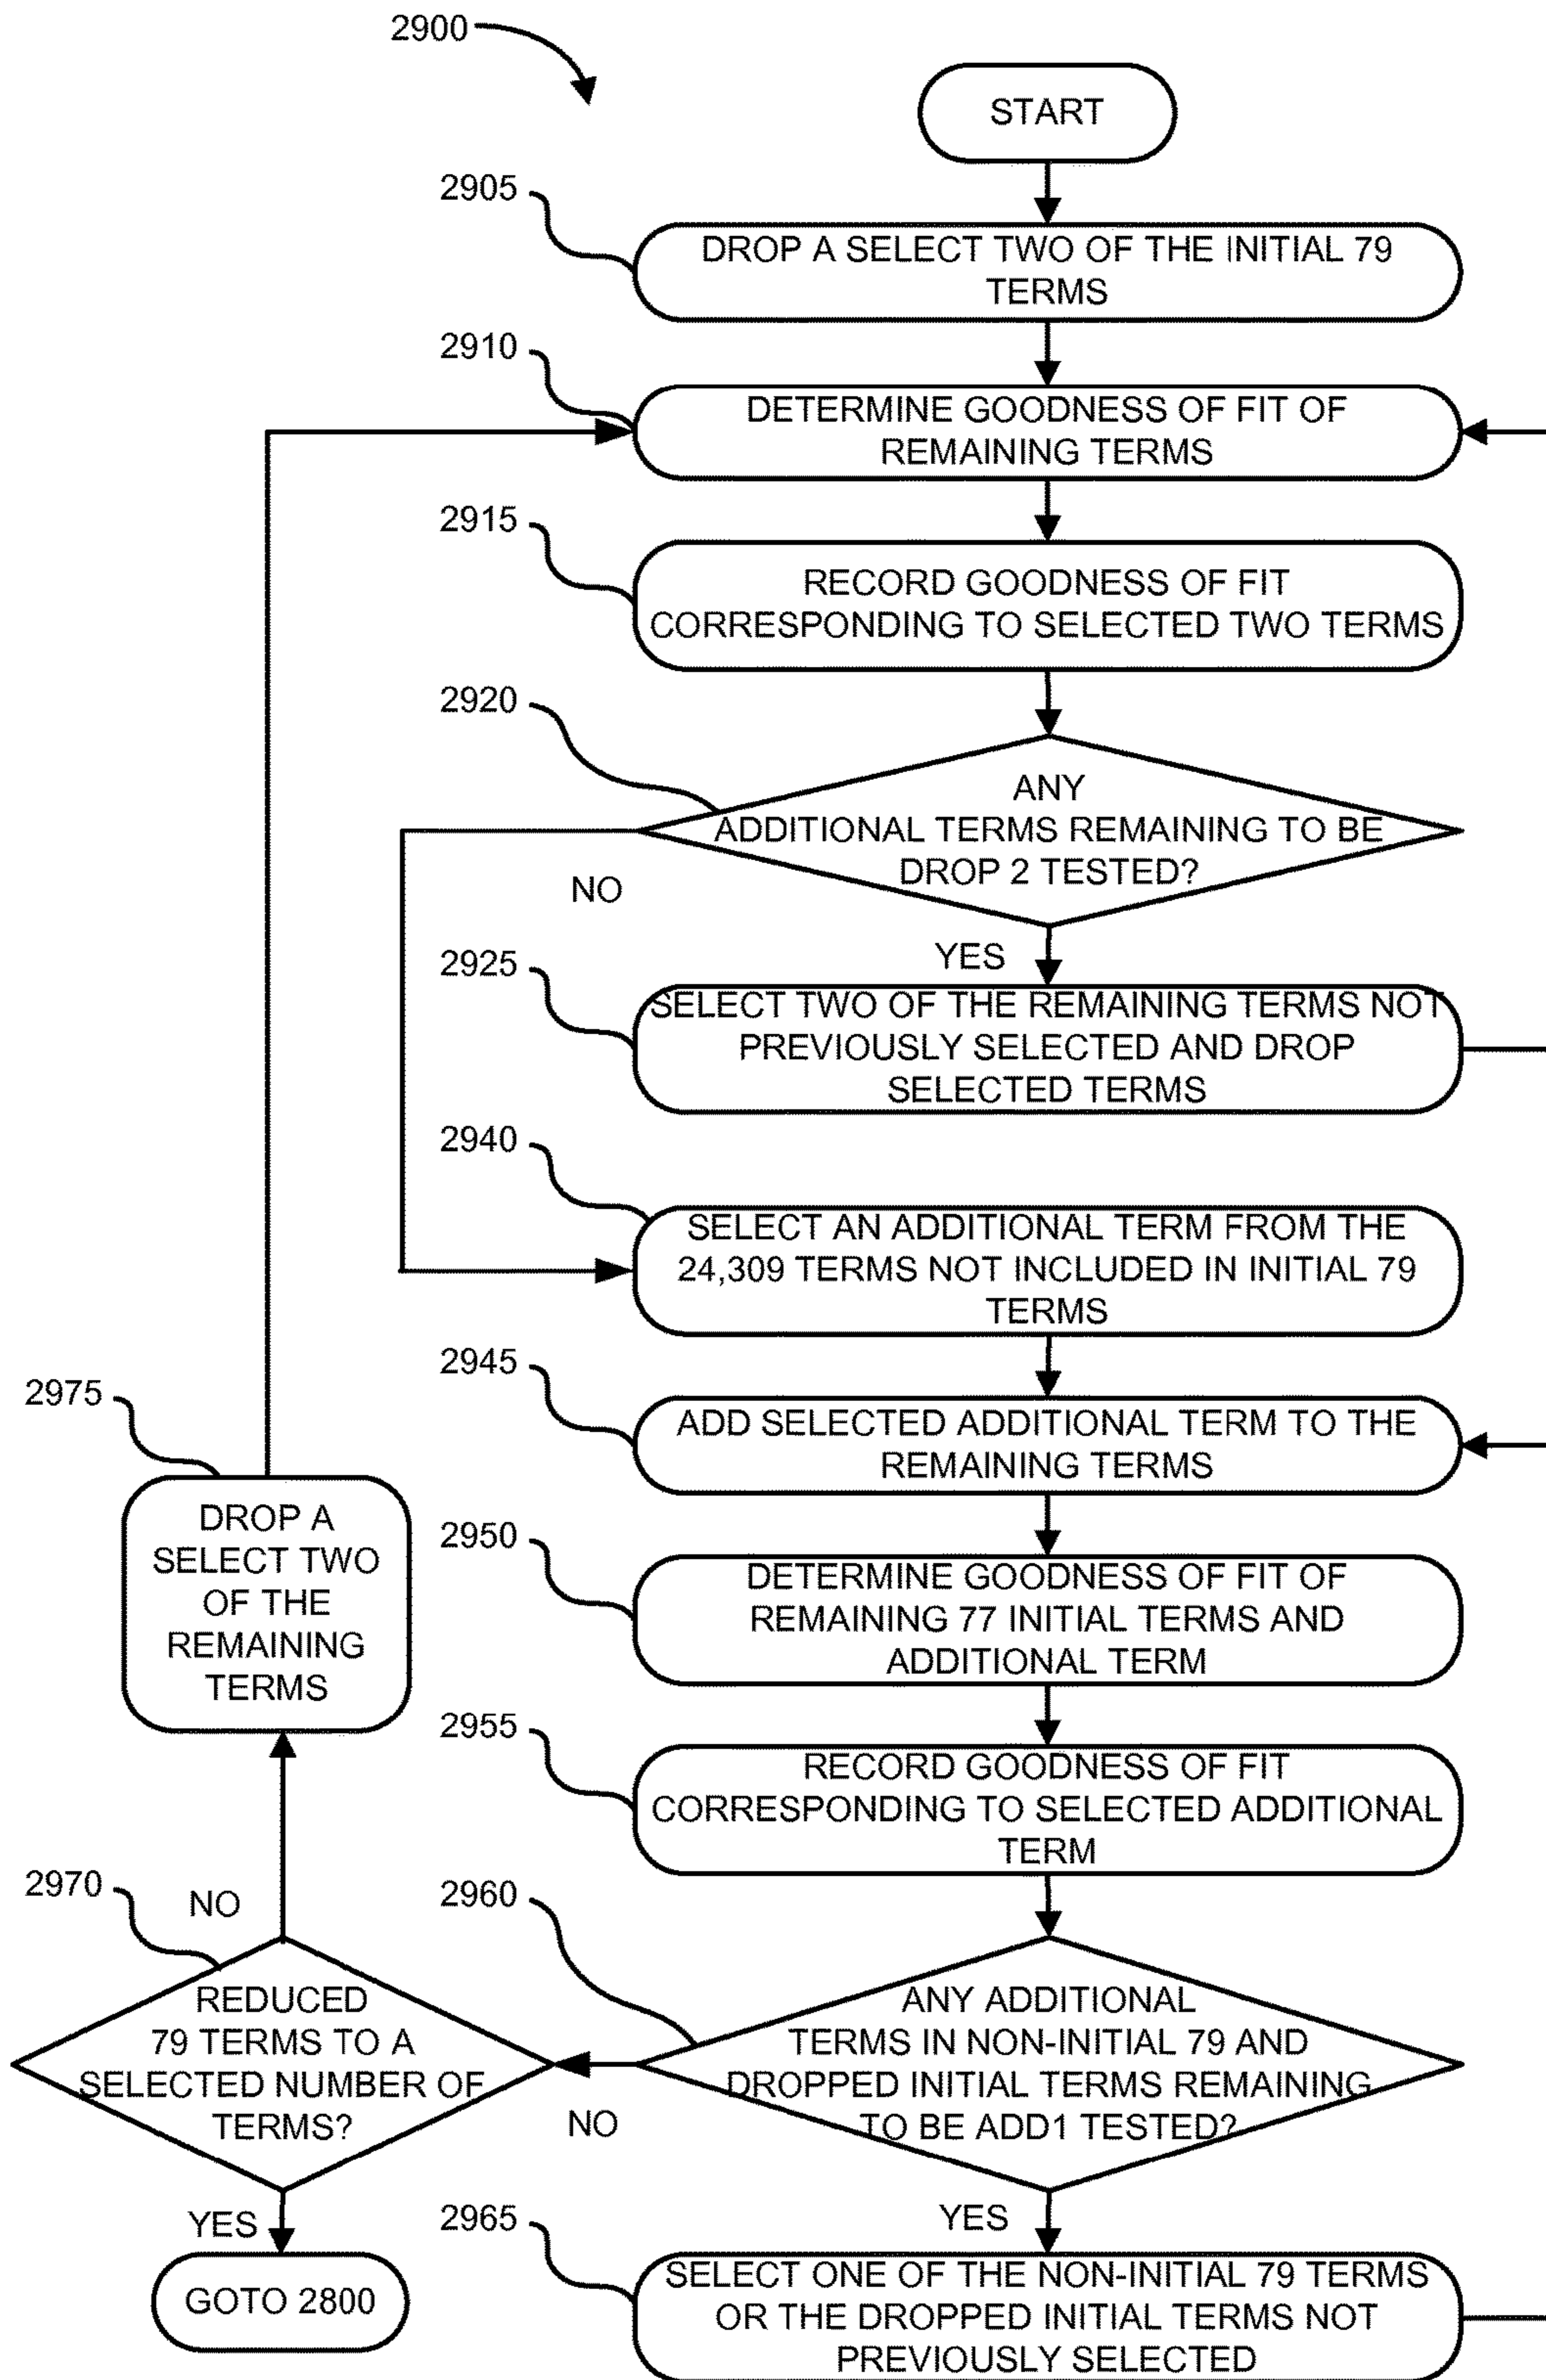 2900
START
2905
DROP A SELECT TWO OF THE INITIAL 79
TERMS
2910
DETERMINE GOODNESS OF FIT OF
REMAINING TERMS
2915
RECORD GOODNESS OF FIT
CORRESPONDING TO SELECTED TWO TERMS
2920
ANY
ADDITIONAL TERMS REMAINING TO BE
DROP 2 TESTED?
NO
YES
2925
SELECT TWO OF THE REMAINING TERMS NOT
PREVIOUSLY SELECTED AND DROP
SELECTED TERMS
2940
SELECT AN ADDITIONAL TERM FROM THE
24,309 TERMS NOT INCLUDED IN INITIAL 79
TERMS
2945
ADD SELECTED ADDITIONAL TERM TO THE
REMAINING TERMS
2975
DROP A
SELECT TWO
OF THE
REMAINING
TERMS
2950
DETERMINE GOODNESS OF FIT OF
REMAINING 77 INITIAL TERMS AND
ADDITIONAL TERM
2955
RECORD GOODNESS OF FIT
CORRESPONDING TO SELECTED ADDITIONAL
TERM
2970
NO
2960
REDUCED
79 TERMS TO A
SELECTED NUMBER OF
TERMS?
ANY ADDITIONAL
TERMS IN NON-INITIAL 79 AND
DROPPED INITIAL TERMS REMAINING
TO BE ADD1 TESTED?
NO
YES
GOTO 2800
YES
2965
SELECT ONE OF THE NON-INITIAL 79 TERMS
OR THE DROPPED INITIAL TERMS NOT
PREVIOUSLY SELECTED